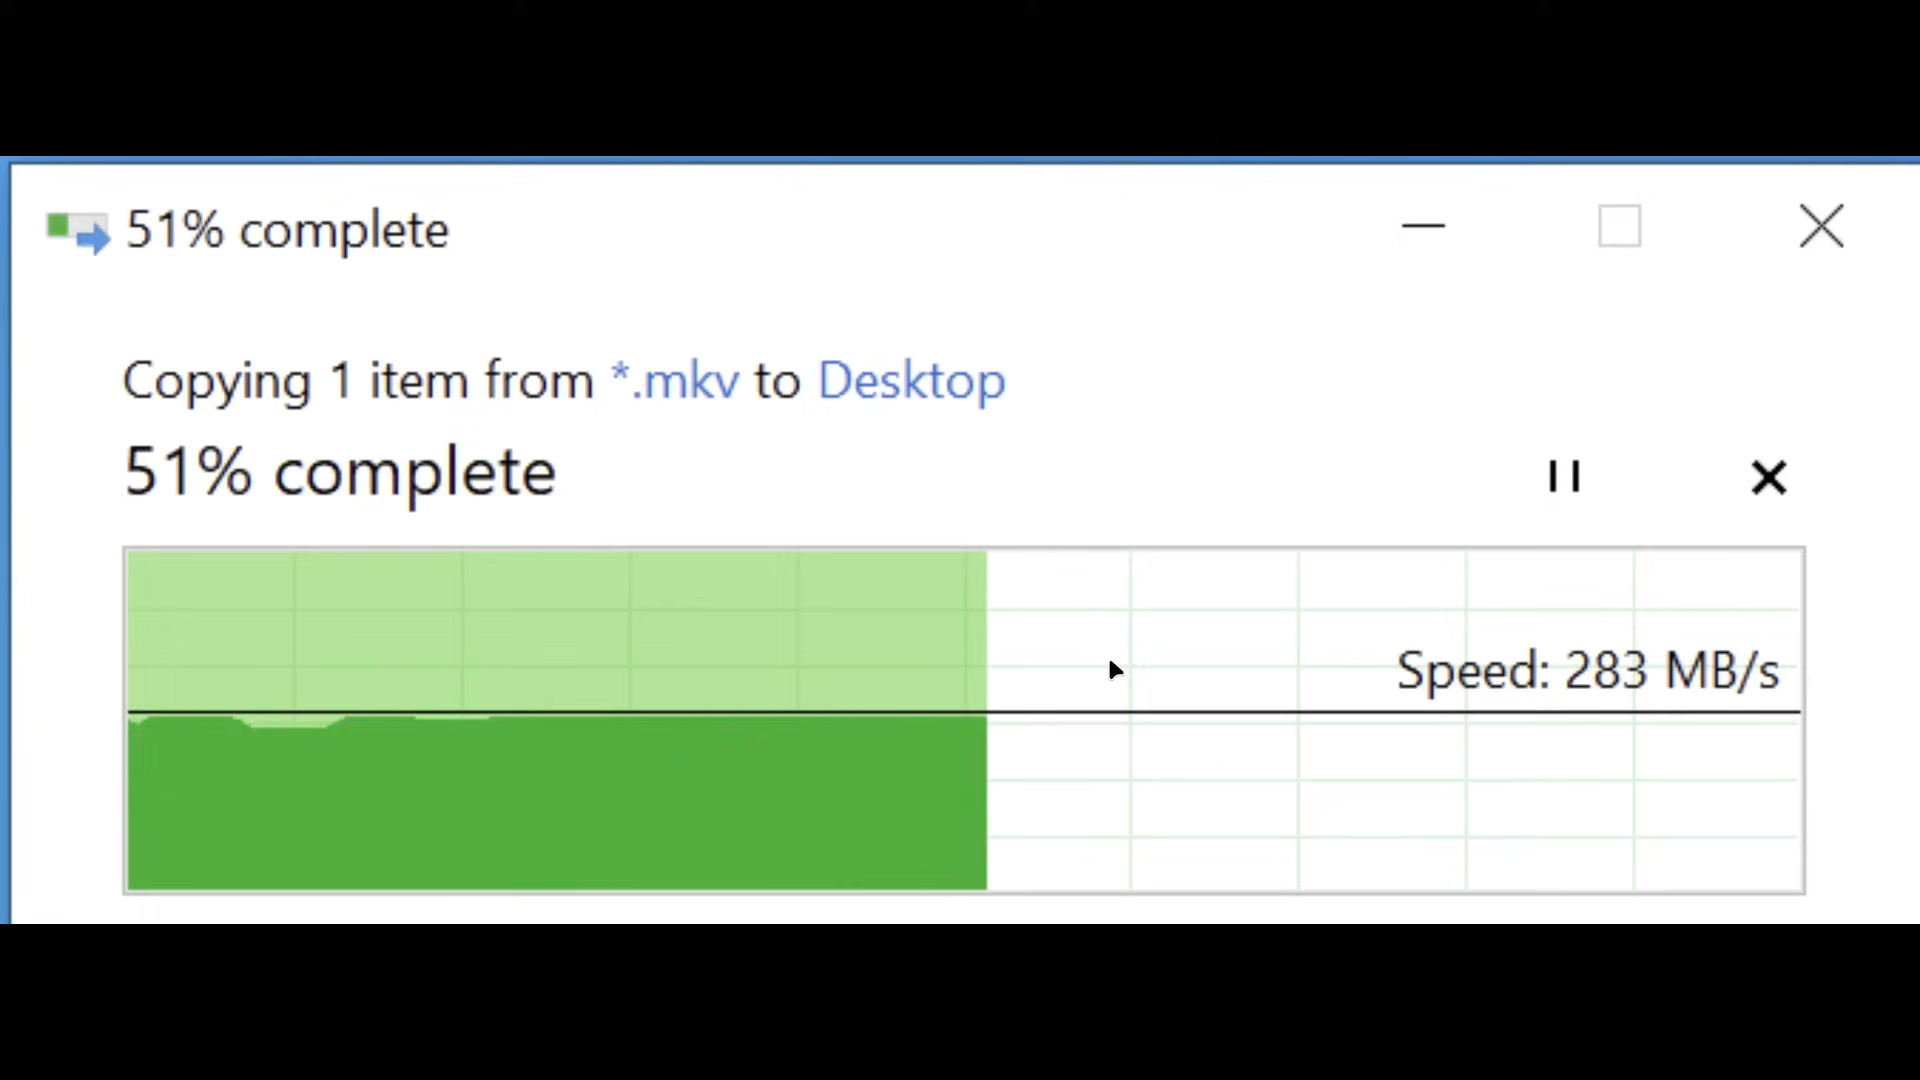 51% complete
Copying 1 item from *.mkv to Desktop
51% complete
Speed: 283 MB/s